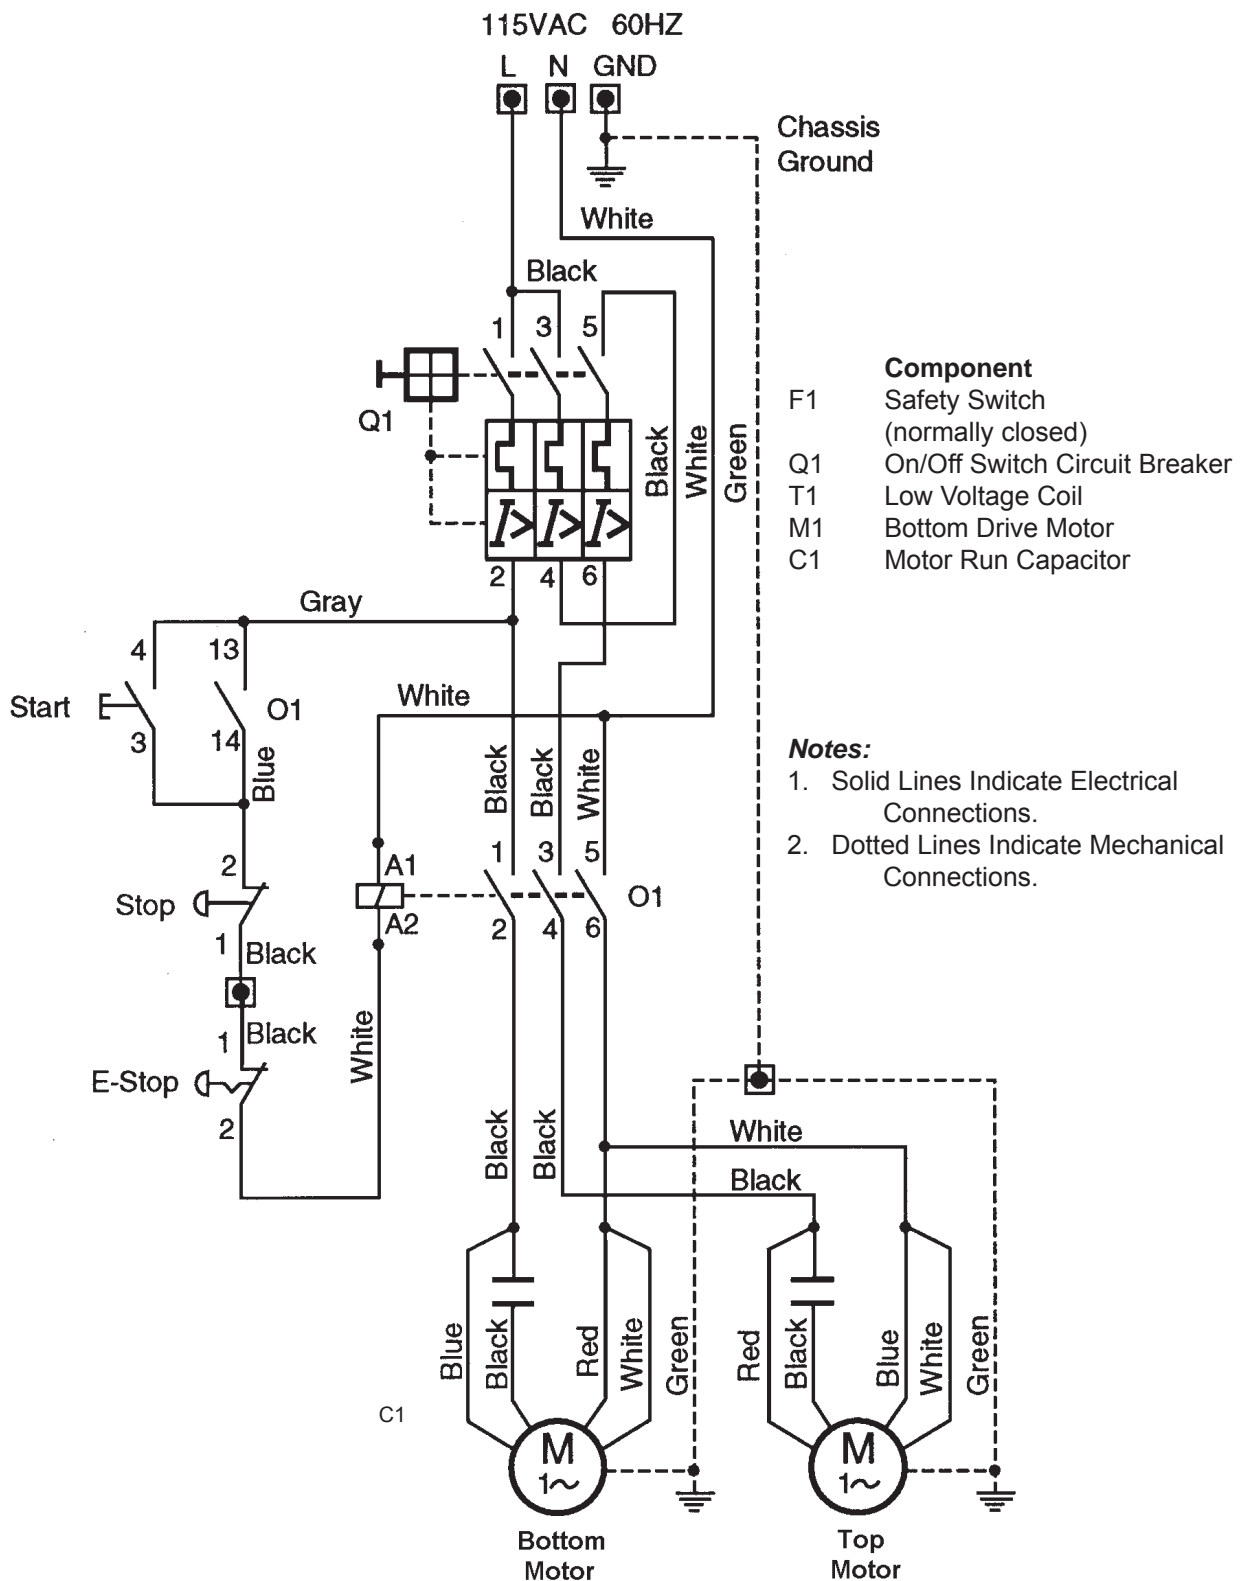 115VAC 60HZ
L N GND
Chassis
Ground
White
Black
1 3 5
Q1
Black
White
Green
2 4 6
Component
F1 Safety Switch
(normally closed)
Q1 On/Off Switch Circuit Breaker
T1 Low Voltage Coil
M1 Bottom Drive Motor
C1 Motor Run Capacitor
Gray
4 13
Start
O1
3 14
Blue
White
Black
Black
White
Notes:
1. Solid Lines Indicate Electrical
Connections.
2. Dotted Lines Indicate Mechanical
Connections.
2
Stop
1
Black
A1
A2
1 3 5
O1
2 4 6
1
Black
E-Stop
2
White
Black
Black
White
Black
Blue
Black
Red
White
Green
Red
Black
Blue
White
Green
C1
M
1~
M
1~
Bottom
Motor
Top
Motor